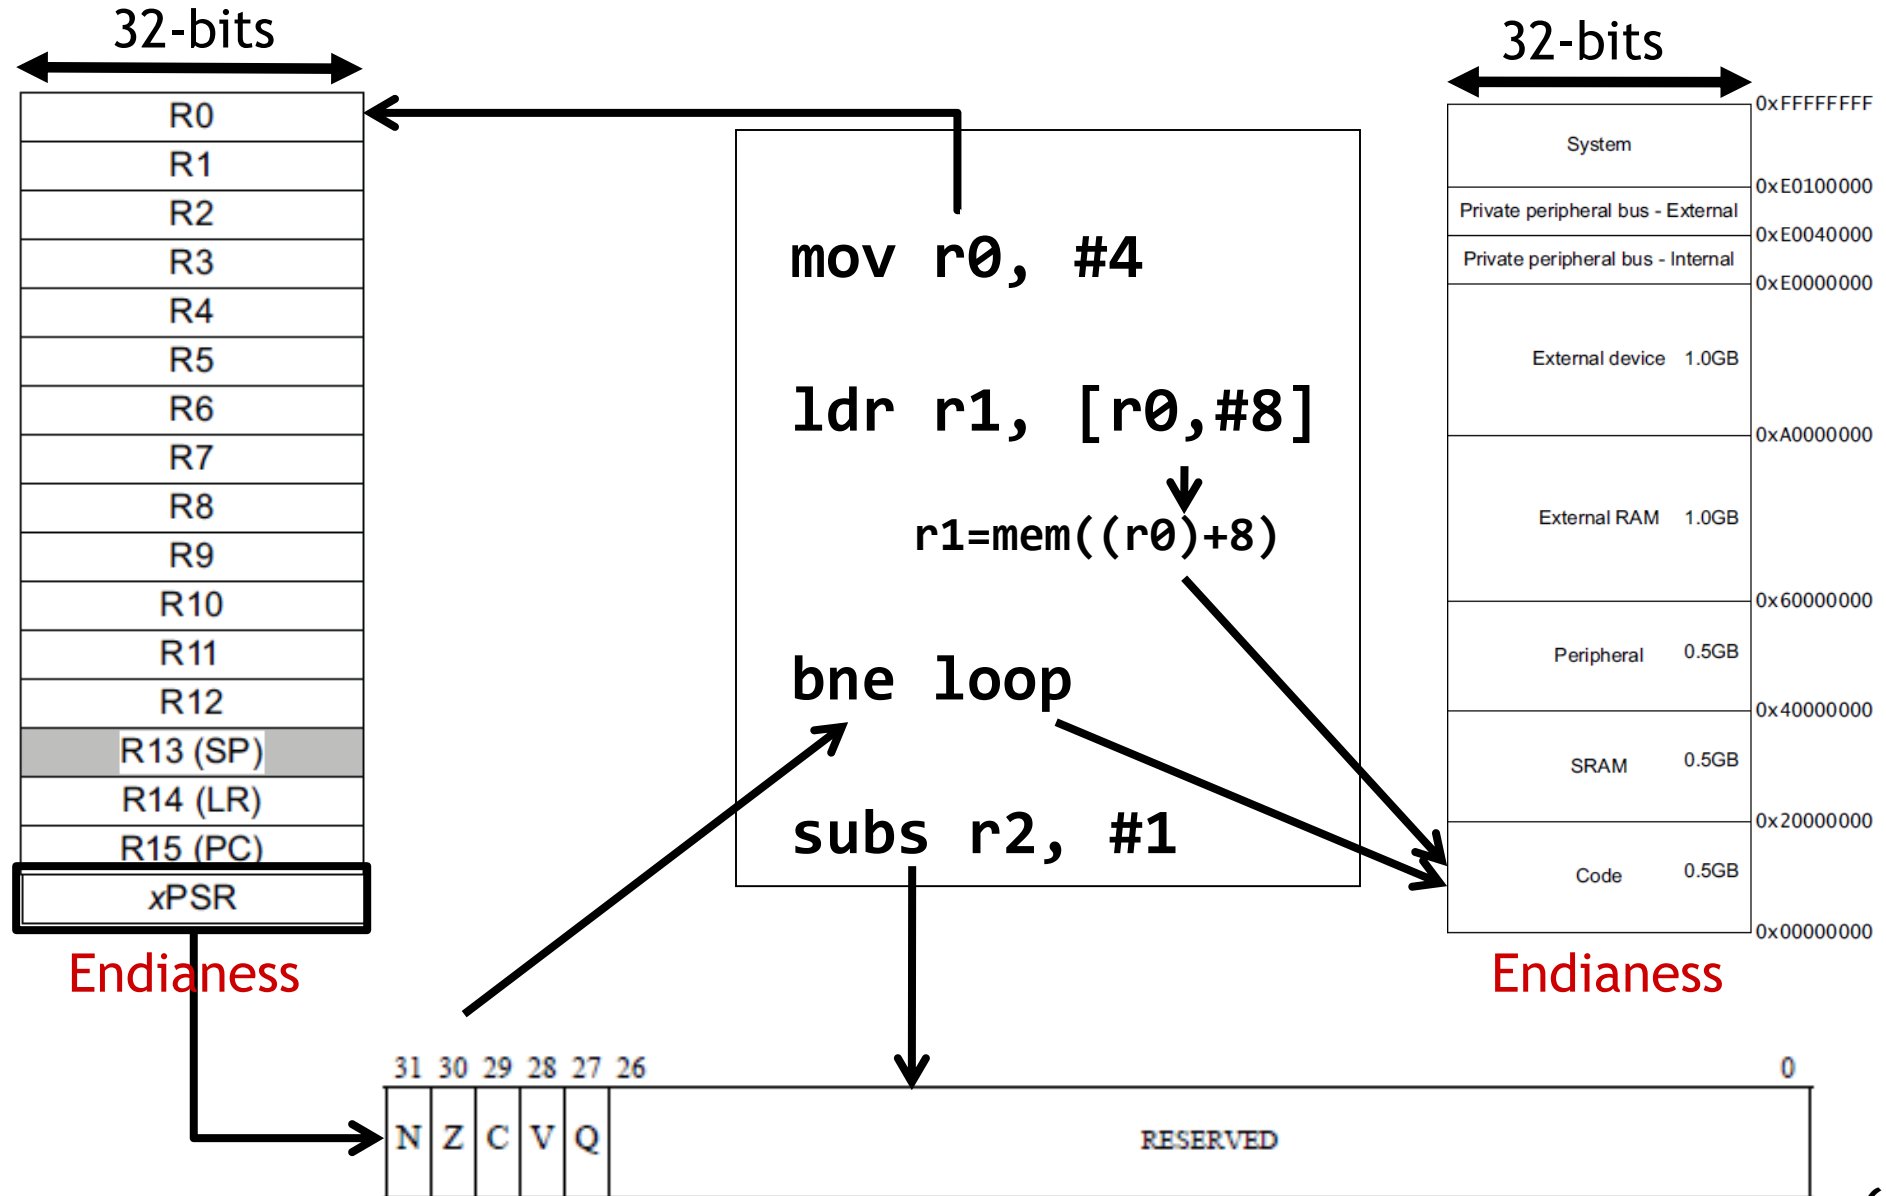 32-bits
R0
R1
R2
R3
R4
R5
R6
R7
R8
R9
R10
R11
R12
R13 (SP)
R14 (LR)
R15 (PC)
xPSR
Endianess
mov r0, #4
ldr r1, [r0,#8]
r1=mem((r0)+8)
bne loop
subs r2, #1
32-bits
0xFFFFFFFF
System
0xE0100000
Private peripheral bus - External
0xE0040000
Private peripheral bus - Internal
0xE0000000
External device 1.0GB
0xA0000000
External RAM 1.0GB
0x60000000
Peripheral 0.5GB
0x40000000
SRAM 0.5GB
0x20000000
Code 0.5GB
0x00000000
Endianess
31 30 29 28 27 26 0
N Z C V Q RESERVED